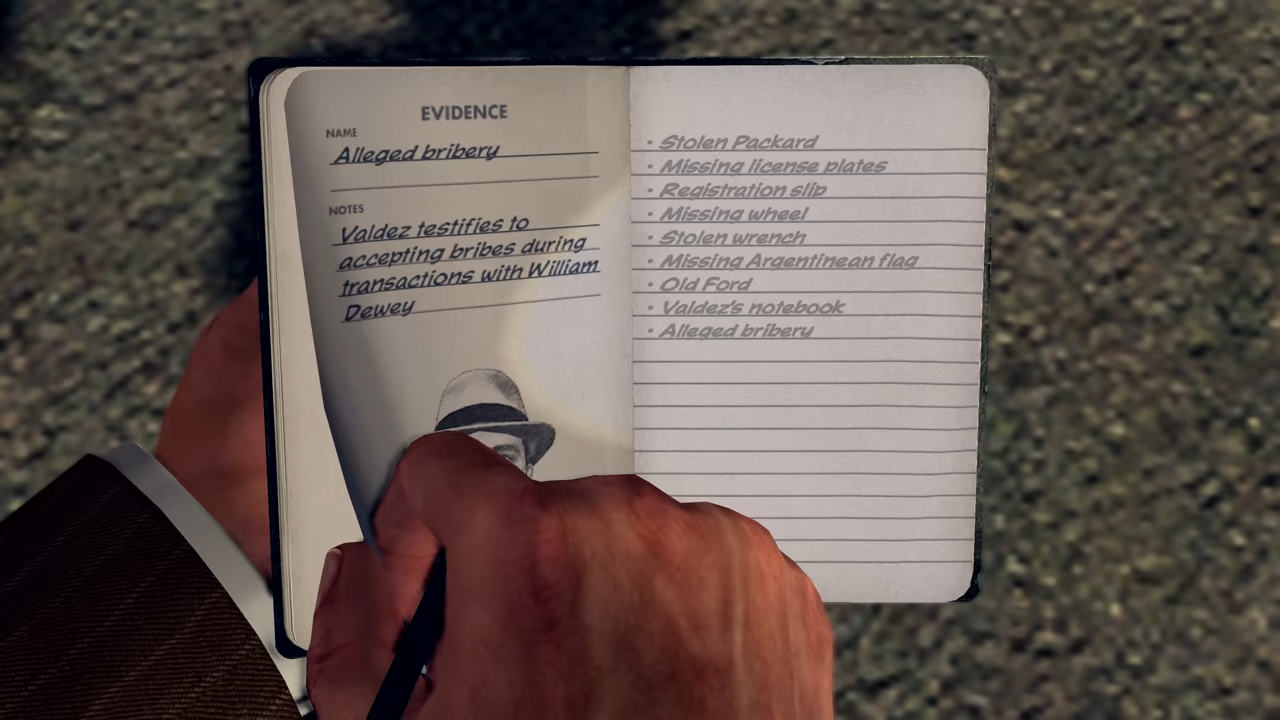 EVIDENCE
NAME
Alleged bribery
NOTES
Valdez testifies to
accepting bribes during
transactions with William
Dewey
• Stolen Packard
• Missing license plates
• Registration slip
• Missing wheel
• Stolen wrench
• Missing Argentinean flag
• Old Ford
• Valdez's notebook
• Alleged bribery